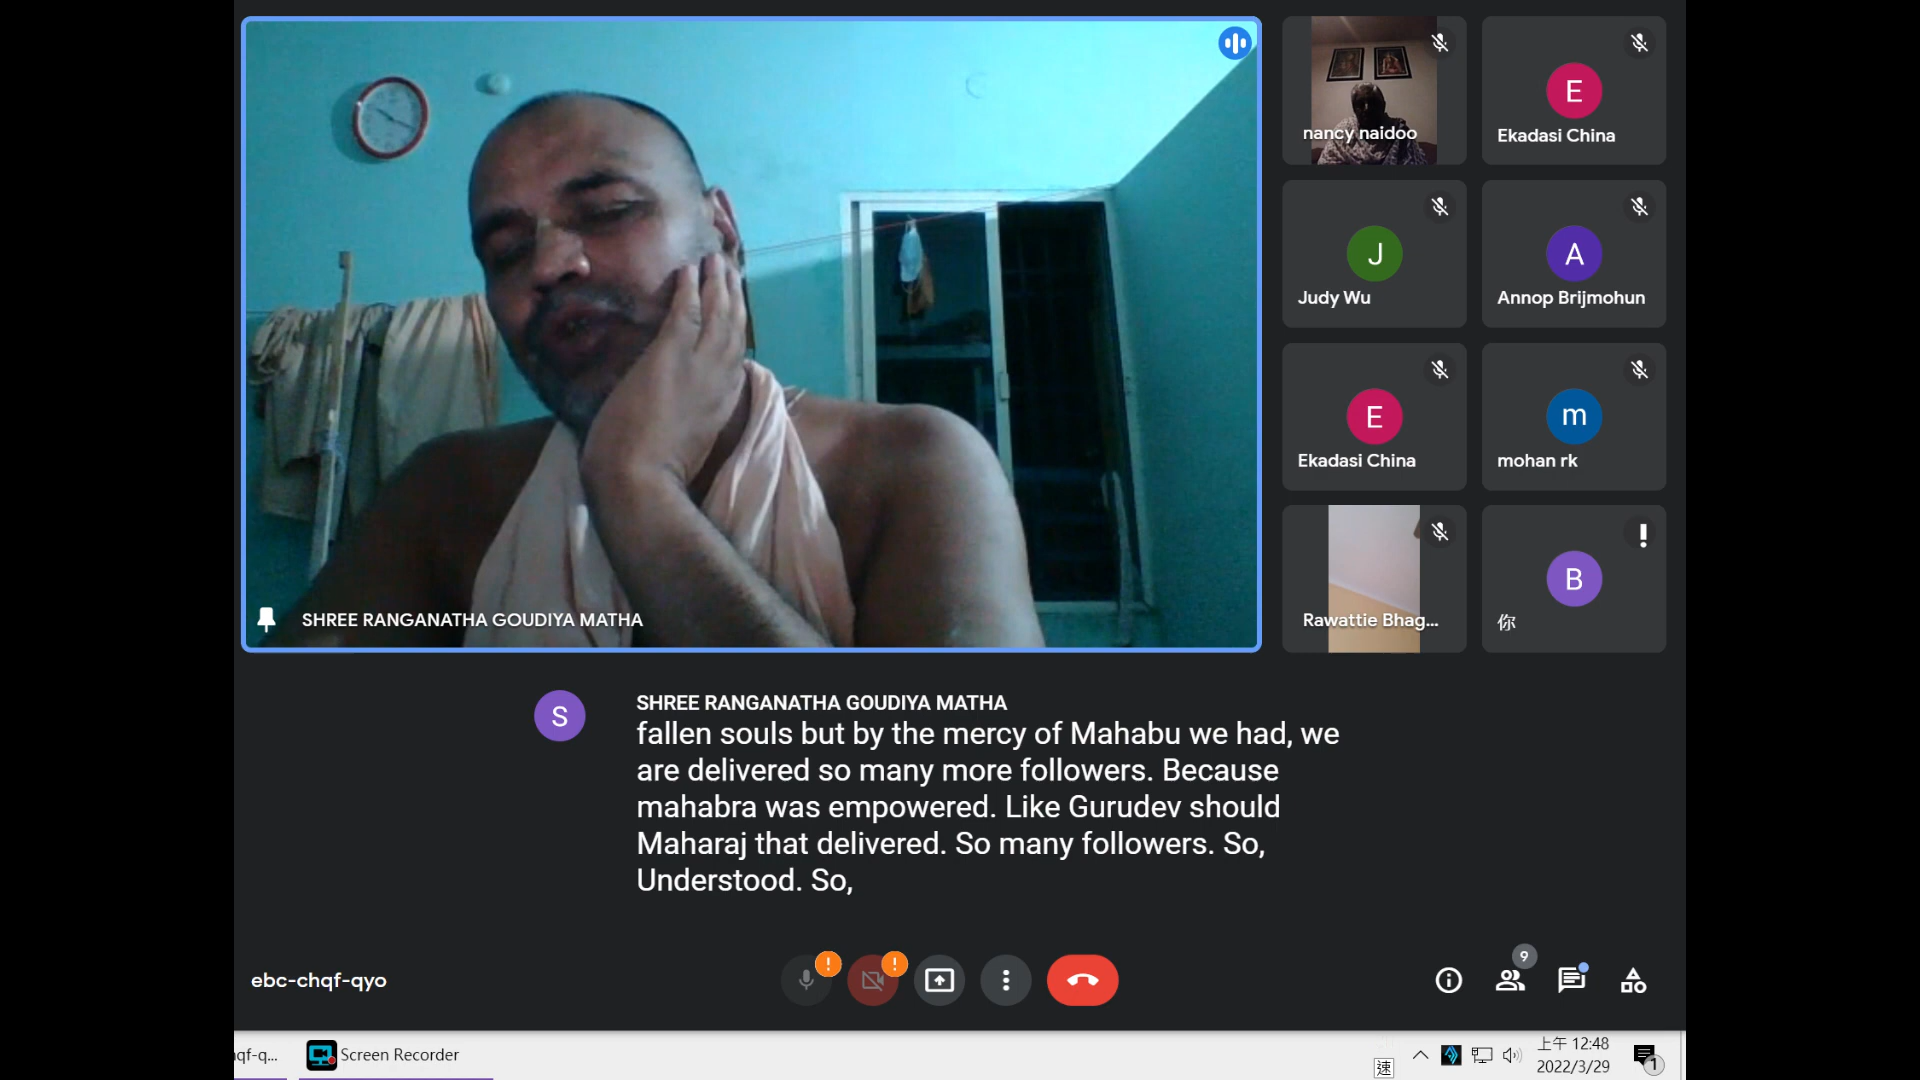 nancy naidoo
E
Ekadasi China
J
Judy Wu
A
Annop Brijmohun
E
Ekadasi China
m
mohan rk
Rawattie Bhag...
B
你
SHREE RANGANATHA GOUDIYA MATHA
S
SHREE RANGANATHA GOUDIYA MATHA
fallen souls but by the mercy of Mahabu we had, we
are delivered so many more followers. Because
mahabra was empowered. Like Gurudev should
Maharaj that delivered. So many followers. So,
Understood. So,
ebc-chqf-qyo
9
hqf-q...
Screen Recorder
速
上午 12:48
2022/3/29
1